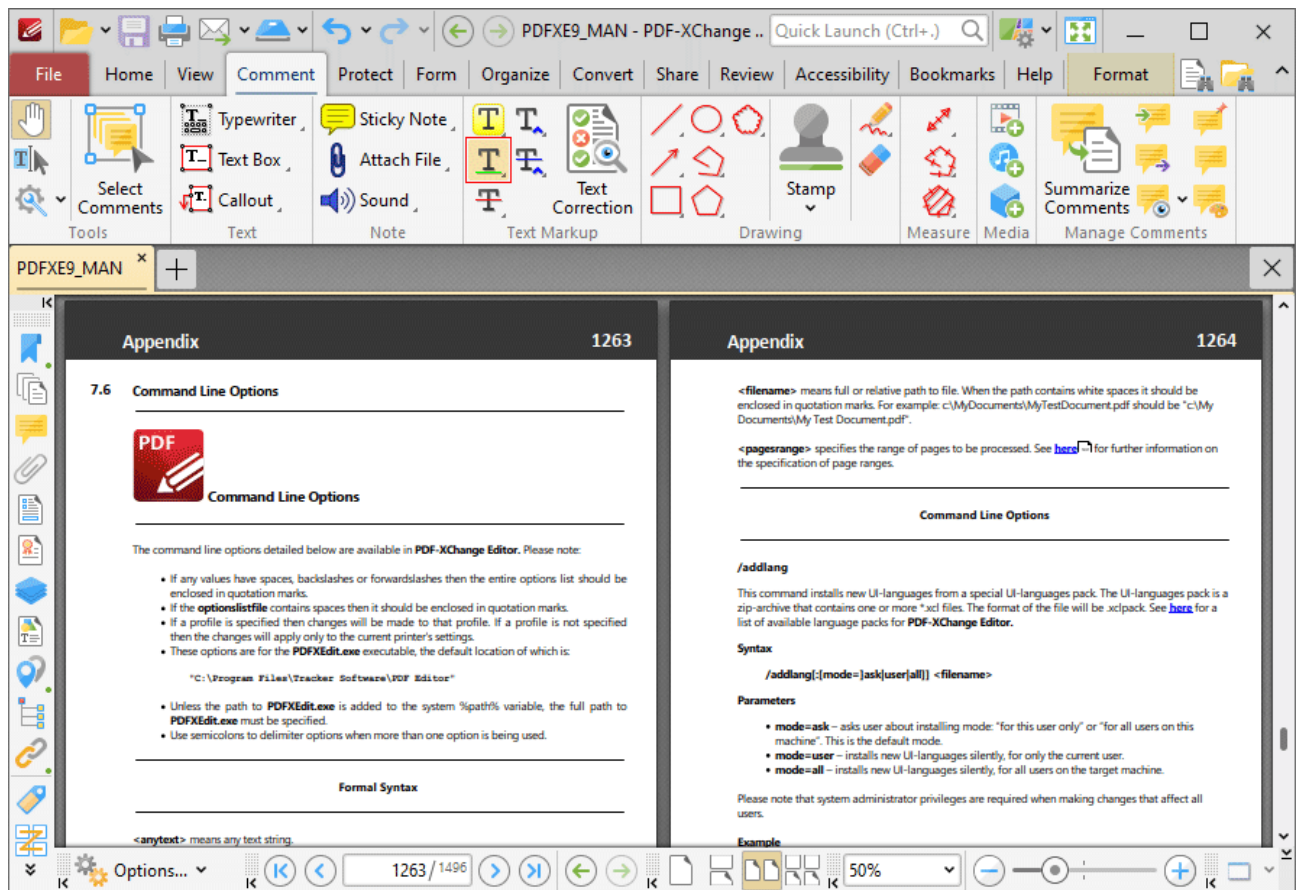 PDFXE9_MAN - PDF-XChange ..
Quick Launch (Ctrl+.)
File
Home
View
Comment
Protect
Form
Organize
Convert
Share
Review
Accessibility
Bookmarks
Help
Format
Select
Comments
Tools
Typewriter
Text Box
Callout
Text
Sticky Note
Attach File
Sound
Note
Text
Correction
Text Markup
Stamp
Drawing
Measure
Media
Summarize
Comments
Manage Comments
PDFXE9_MAN
Appendix 1263
7.6 Command Line Options
PDF
Command Line Options
The command line options detailed below are available in PDF-XChange Editor. Please note:
• If any values have spaces, backslashes or forwardslashes then the entire options list should be
enclosed in quotation marks.
• If the optionslistfile contains spaces then it should be enclosed in quotation marks.
• If a profile is specified then changes will be made to that profile. If a profile is not specified
then the changes will apply only to the current printer's settings.
• These options are for the PDFXEdit.exe executable, the default location of which is:
"C:\Program Files\Tracker Software\PDF Editor"
• Unless the path to PDFXEdit.exe is added to the system %path% variable, the full path to
PDFXEdit.exe must be specified.
• Use semicolons to delimiter options when more than one option is being used.
Formal Syntax
<anytext> means any text string.
Appendix 1264
<filename> means full or relative path to file. When the path contains white spaces it should be
enclosed in quotation marks. For example: c:\MyDocuments\MyTestDocument.pdf should be "c:\My
Documents\My Test Document.pdf".
<pagesrange> specifies the range of pages to be processed. See here for further information on
the specification of page ranges.
Command Line Options
/addlang
This command installs new UI-languages from a special UI-languages pack. The UI-languages pack is a
zip-archive that contains one or more *.xcl files. The format of the file will be .xclpack. See here for a
list of available language packs for PDF-XChange Editor.
Syntax
/addlang[:[mode=]ask|user|all]] <filename>
Parameters
• mode=ask – asks user about installing mode: "for this user only" or "for all users on this
machine". This is the default mode.
• mode=user – installs new UI-languages silently, for only the current user.
• mode=all – installs new UI-languages silently, for all users on the target machine.
Please note that system administrator privileges are required when making changes that affect all
users.
Example
Options...
1263 / 1496
50%